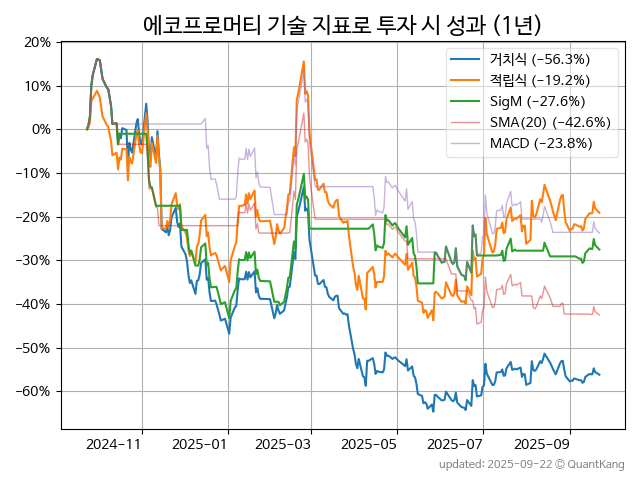 에코프로머티 기술 지표로 투자 시 성과 (1년)
20%
10%
0%
−10%
−20%
−30%
−40%
−50%
−60%
거치식 (−56.3%)
적립식 (−19.2%)
SigM (−27.6%)
SMA(20) (−42.6%)
MACD (−23.8%)
2024-11
2025-01
2025-03
2025-05
2025-07
2025-09
updated: 2025-09-22 © QuantKang